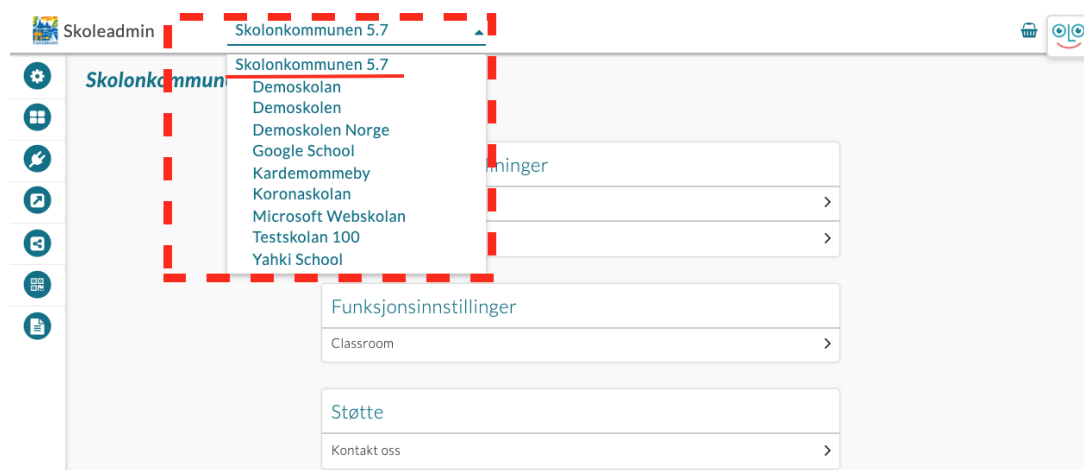 Skoleadmin
Skolonkommunen 5.7
Skolonkommun
Skolonkommunen 5.7
Demoskolan
Demoskolen
Demoskolen Norge
Google School
Kardemommeby
Koronaskolan
Microsoft Webskolan
Testskolan 100
Yahki School
Funksjonsinnstillinger
Classroom
Støtte
Kontakt oss